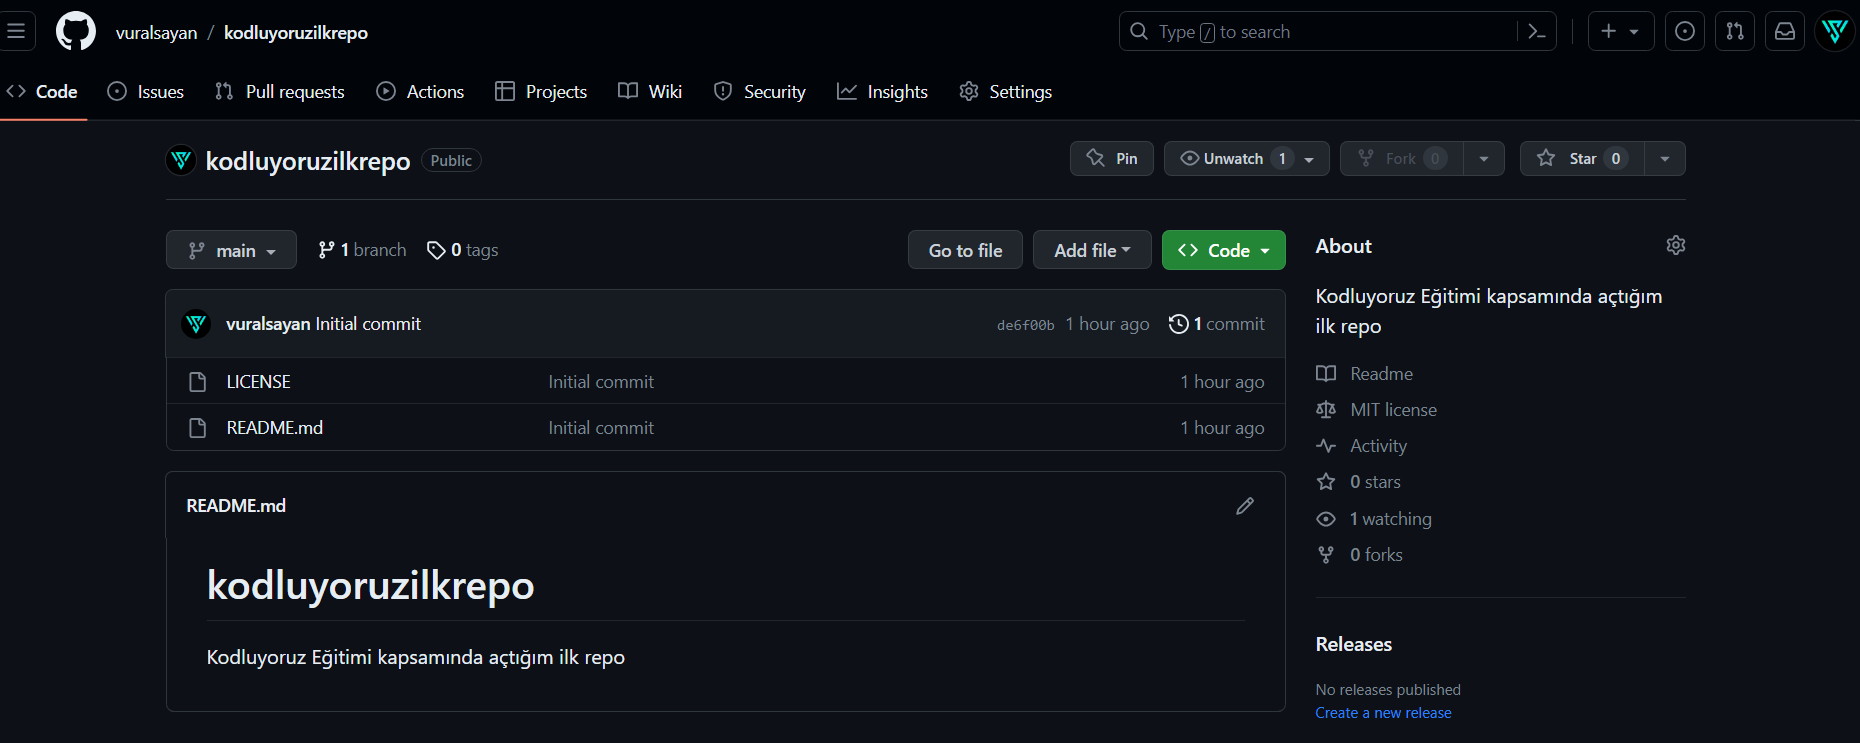 vuralsayan / kodluyoruzilkrepo
Type / to search
Code Issues Pull requests Actions Projects Wiki Security Insights Settings
kodluyoruzilkrepo Public
Pin Unwatch 1 Fork 0 Star 0
main 1 branch 0 tags Go to file Add file Code
vuralsayan Initial commit de6f00b 1 hour ago 1 commit
LICENSE Initial commit 1 hour ago
README.md Initial commit 1 hour ago
README.md
kodluyoruzilkrepo
Kodluyoruz Eğitimi kapsamında açtığım ilk repo
About
Kodluyoruz Eğitimi kapsamında açtığım
ilk repo
Readme
MIT license
Activity
0 stars
1 watching
0 forks
Releases
No releases published
Create a new release